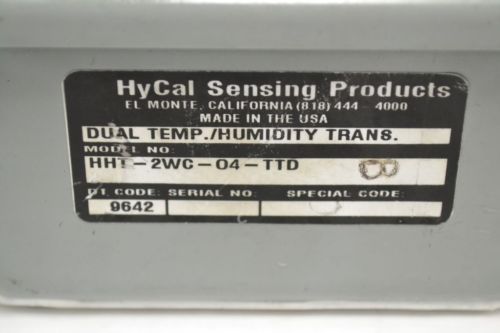 HyCal Sensing Products
EL MONTE, CALIFORNIA (818) 444-4000
MADE IN THE USA
DUAL TEMP./HUMIDITY TRANS.
MODEL NO:
HHT-2WC-04-TTD
DT CODE: SERIAL NO: SPECIAL CODE:
9642